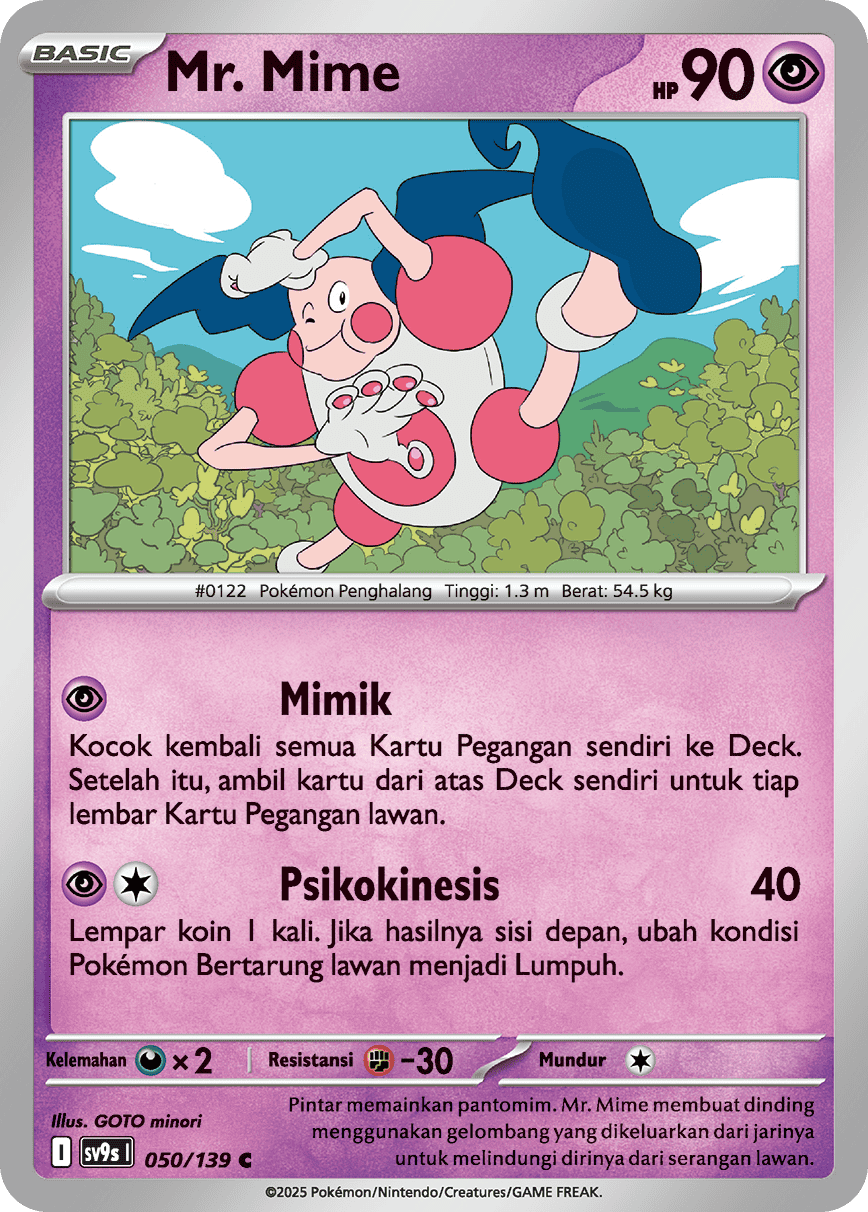 BASIC
Mr. Mime
HP 90
#0122 Pokémon Penghalang Tinggi: 1.3 m Berat: 54.5 kg
Mimik
Kocok kembali semua Kartu Pegangan sendiri ke Deck.
Setelah itu, ambil kartu dari atas Deck sendiri untuk tiap
lembar Kartu Pegangan lawan.
Psikokinesis 40
Lempar koin 1 kali. Jika hasilnya sisi depan, ubah kondisi
Pokémon Bertarung lawan menjadi Lumpuh.
Kelemahan ×2 Resistansi -30 Mundur
Illus. GOTO minori
Pintar memainkan pantomim. Mr. Mime membuat dinding
menggunakan gelombang yang dikeluarkan dari jarinya
untuk melindungi dirinya dari serangan lawan.
I sv9s I 050/139 C
©2025 Pokémon/Nintendo/Creatures/GAME FREAK.